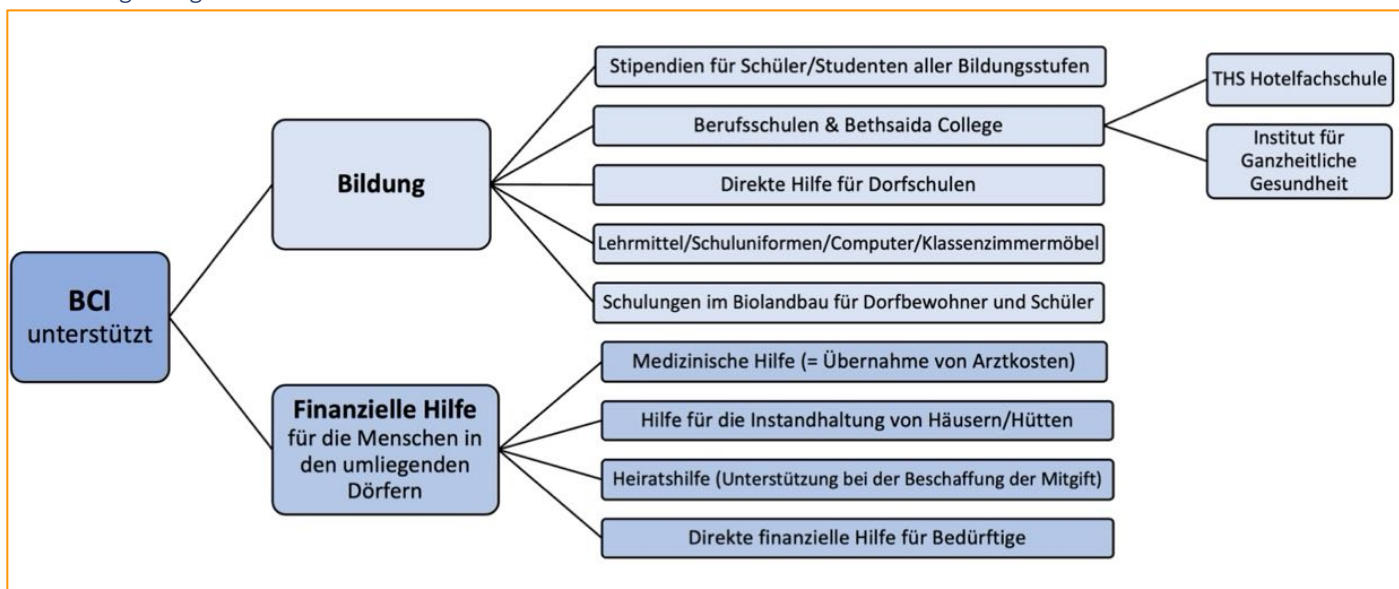 Stipendien für Schüler/Studenten aller Bildungsstufen
THS Hotelfachschule
Berufsschulen & Bethsaida College
Institut für
Ganzheitliche
Gesundheit
Bildung
Direkte Hilfe für Dorfschulen
Lehrmittel/Schuluniformen/Computer/Klassenzimmermöbel
BCI
unterstützt
Schulungen im Biolandbau für Dorfbewohner und Schüler
Medizinische Hilfe (= Übernahme von Arztkosten)
Finanzielle Hilfe
für die Menschen in
den umliegenden
Dörfern
Hilfe für die Instandhaltung von Häusern/Hütten
Heiratshilfe (Unterstützung bei der Beschaffung der Mitgift)
Direkte finanzielle Hilfe für Bedürftige